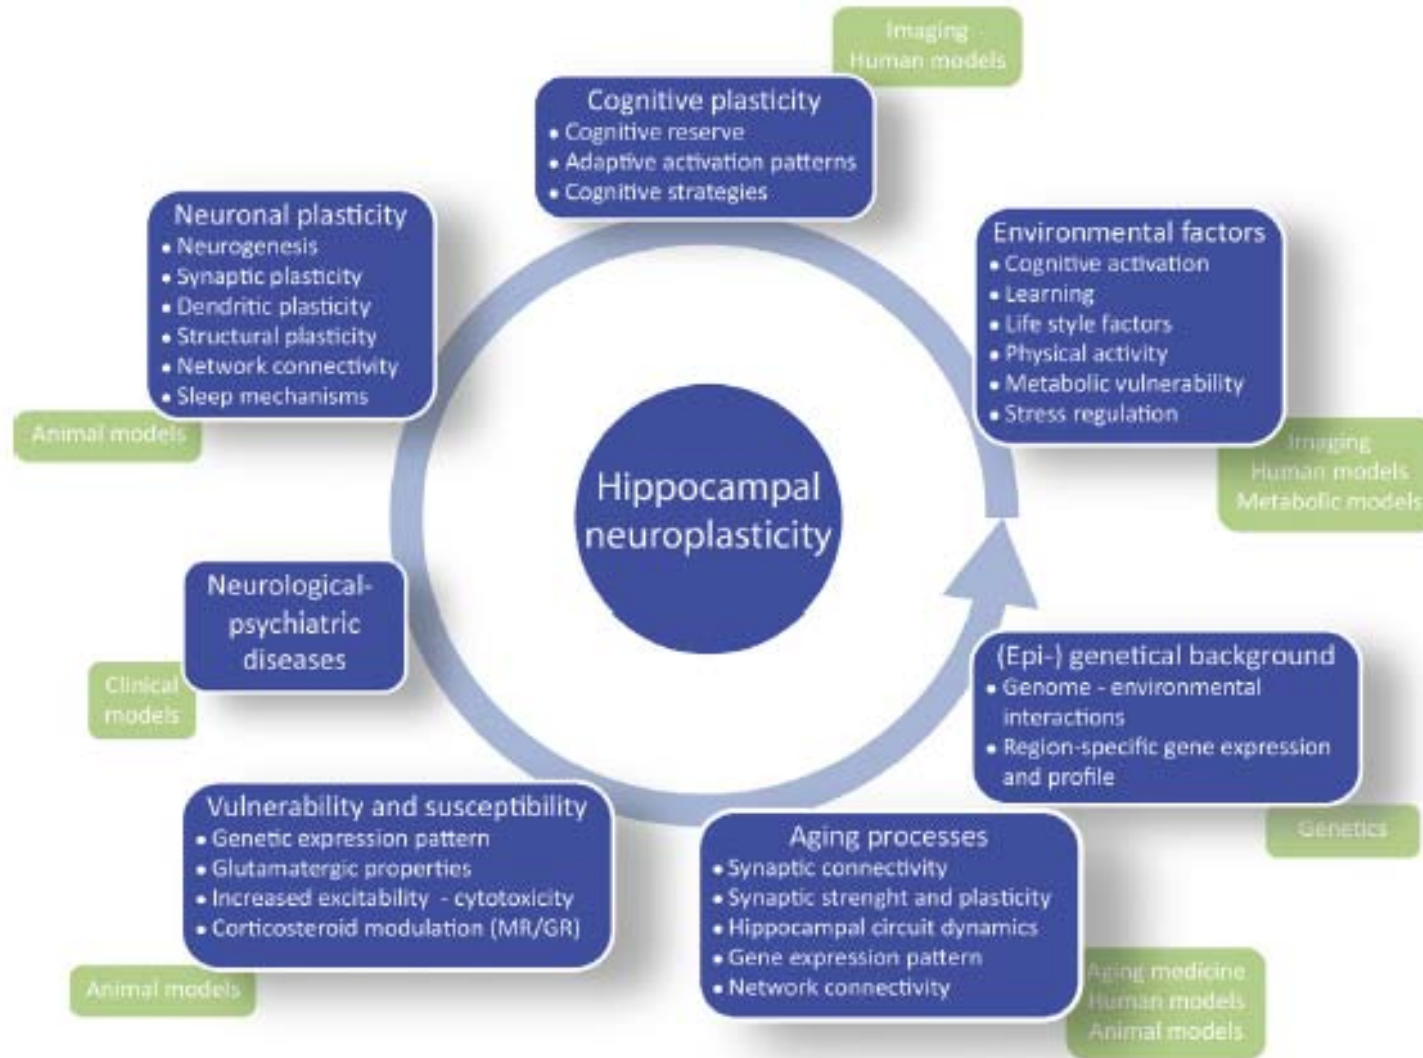 Imaging
Human models
Cognitive plasticity
• Cognitive reserve
• Adaptive activation patterns
• Cognitive strategies
Neuronal plasticity
• Neurogenesis
• Synaptic plasticity
• Dendritic plasticity
• Structural plasticity
• Network connectivity
• Sleep mechanisms
Animal models
Environmental factors
• Cognitive activation
• Learning
• Life style factors
• Physical activity
• Metabolic vulnerability
• Stress regulation
Imaging
Human models
Metabolic models
Hippocampal
neuroplasticity
Neurological-
psychiatric
diseases
Clinical
models
(Epi-) genetical background
• Genome - environmental
interactions
• Region-specific gene expression
and profile
Genetics
Vulnerability and susceptibility
• Genetic expression pattern
• Glutamatergic properties
• Increased excitability - cytotoxicity
• Corticosteroid modulation (MR/GR)
Animal models
Aging processes
• Synaptic connectivity
• Synaptic strenght and plasticity
• Hippocampal circuit dynamics
• Gene expression pattern
• Network connectivity
Aging medicine
Human models
Animal models